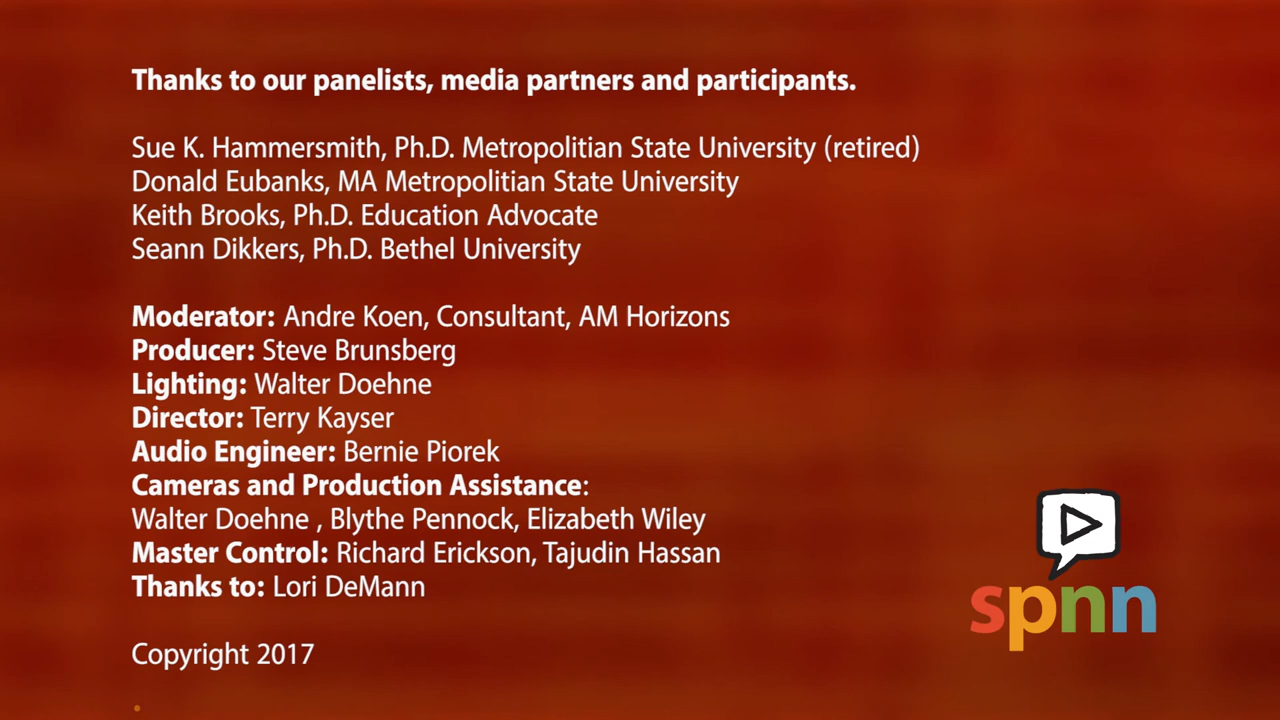 Thanks to our panelists, media partners and participants.
Sue K. Hammersmith, Ph.D. Metropolitian State University (retired)
Donald Eubanks, MA Metropolitian State University
Keith Brooks, Ph.D. Education Advocate
Seann Dikkers, Ph.D. Bethel University
Moderator: Andre Koen, Consultant, AM Horizons
Producer: Steve Brunsberg
Lighting: Walter Doehne
Director: Terry Kayser
Audio Engineer: Bernie Piorek
Cameras and Production Assistance:
Walter Doehne , Blythe Pennock, Elizabeth Wiley
Master Control: Richard Erickson, Tajudin Hassan
Thanks to: Lori DeMann
Copyright 2017
spnn